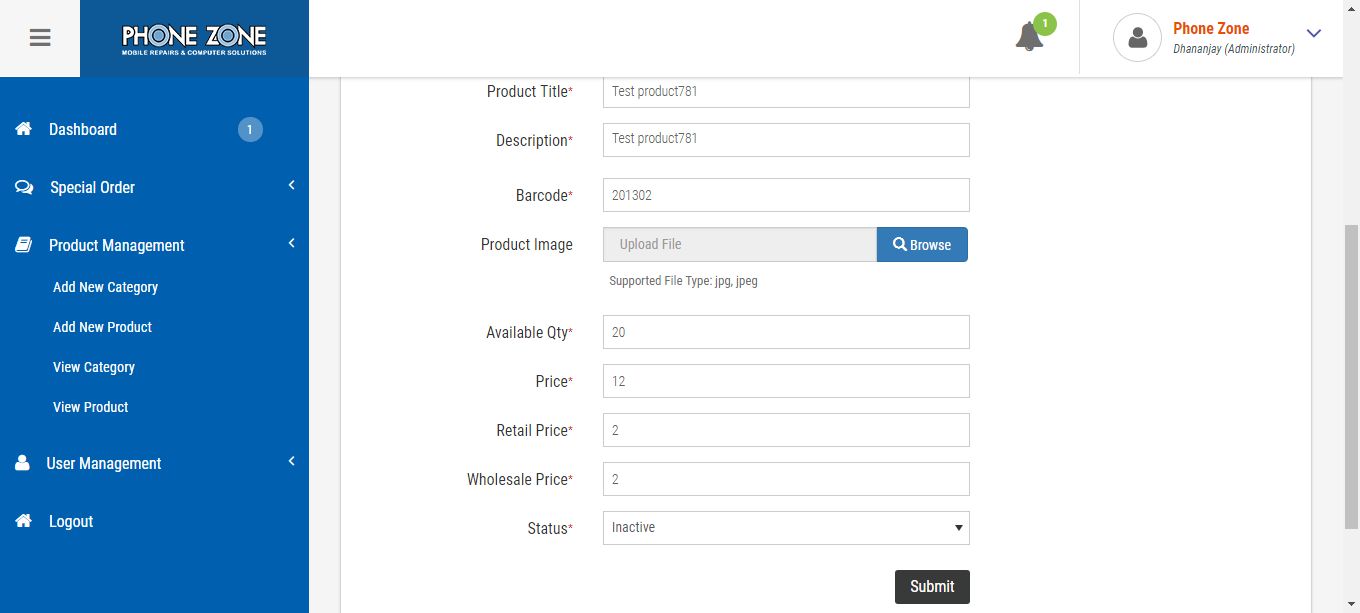 PHONE ZONE
MOBILE REPAIRS & COMPUTER SOLUTIONS
1
Phone Zone
Dhananjay (Administrator)
Dashboard 1
Special Order
Product Management
Add New Category
Add New Product
View Category
View Product
User Management
Logout
Product Title* Test product781
Description* Test product781
Barcode* 201302
Product Image Upload File Browse
Supported File Type: jpg, jpeg
Available Qty* 20
Price* 12
Retail Price* 2
Wholesale Price* 2
Status* Inactive
Submit